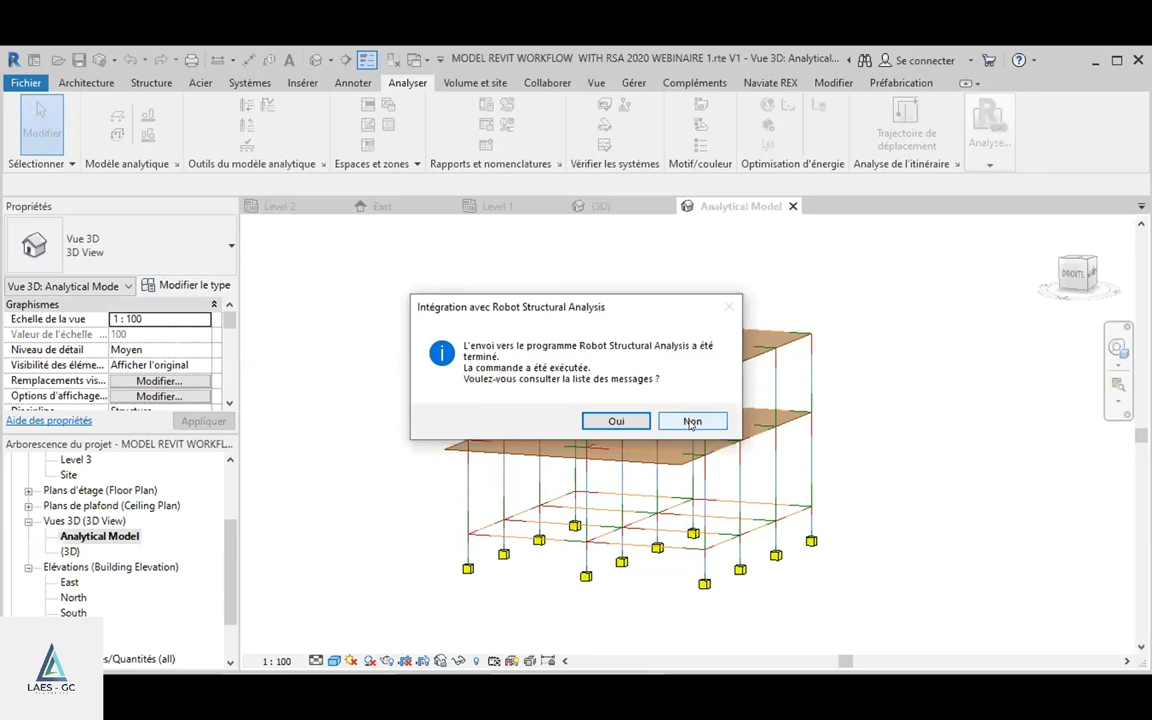 MODEL REVIT WORKFLOW WITH RSA 2020 WEBINAIRE 1.rte V1 - Vue 3D: Analytical Mo...
Se connecter
Fichier Architecture Structure Acier Systèmes Insérer Annoter Analyser Volume et site Collaborer Vue Gérer Compléments Naviate REX Modifier Préfabrication
Modifier
Trajectoire de
déplacement
Analyse...
Sélectionner Modèle analytique Outils du modèle analytique Espaces et zones Rapports et nomenclatures Vérifier les systèmes Motif/couleur Optimisation d'énergie Analyse de l'itinéraire
Propriétés
Level 2 East Level 1 {3D} Analytical Model
Vue 3D
3D View
Vue 3D: Analytical Mode Modifier le type
Graphismes
Echelle de la vue 1 : 100
Valeur de l'échelle 100
Niveau de détail Moyen
Visibilité des éléme... Afficher l'original
Remplacements vis... Modifier...
Options d'affichage... Modifier...
Discipline Structure
Aide des propriétés Appliquer
Arborescence du projet - MODEL REVIT WORKFL...
Level 3
Site
Plans d'étage (Floor Plan)
Plans de plafond (Ceiling Plan)
Vues 3D (3D View)
Analytical Model
{3D}
Elévations (Building Elevation)
East
North
South
es/Quantités (all)
LAES - GC
Intégration avec Robot Structural Analysis
L'envoi vers le programme Robot Structural Analysis a été
terminé.
La commande a été exécutée.
Voulez-vous consulter la liste des messages ?
Oui Non
DROITE
1 : 100